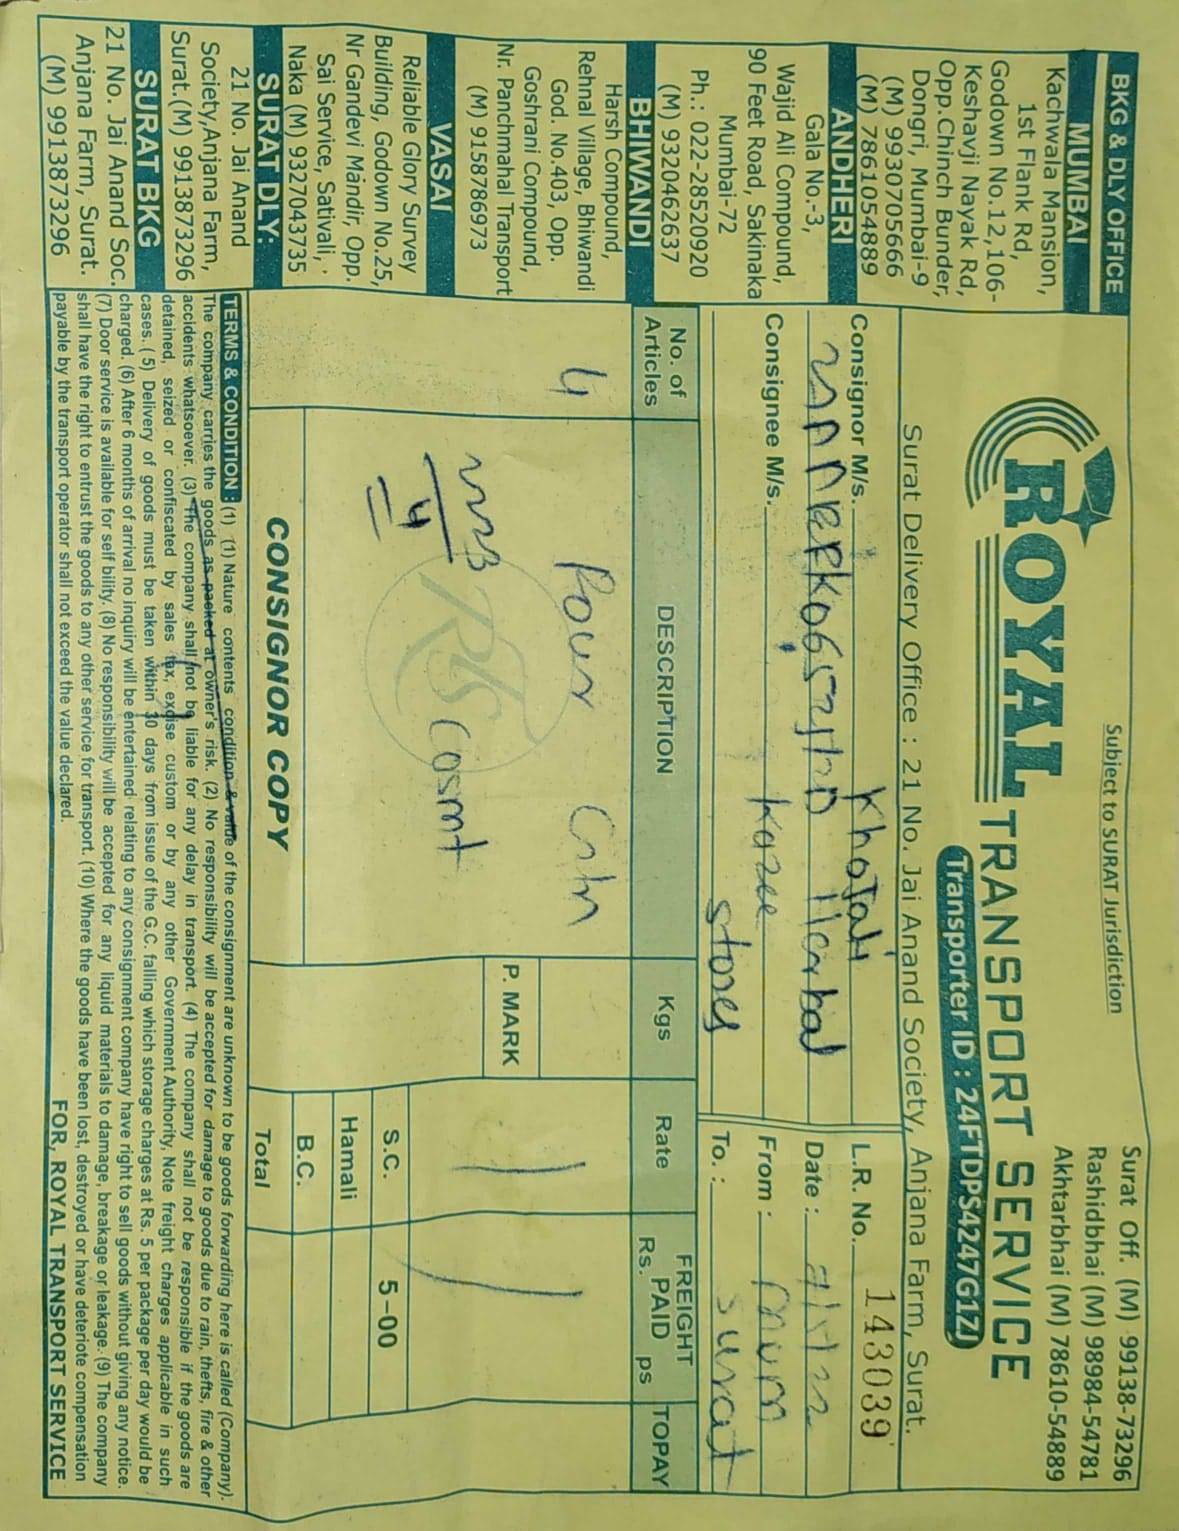 Subject to SURAT Jurisdiction
Surat Off. (M) 99138-73296
Rashidbhai (M) 98984-54781
Akhtarbhai (M) 78610-54889
ROYAL TRANSPORT SERVICE
Transporter ID : 24FTDPS4247G1ZJ
Surat Delivery Office : 21 No. Jai Anand Society, Anjana Farm, Surat.
BKG & DLY OFFICE
MUMBAI
Kachwala Mansion,
1st Flank Rd,
Godown No.12,106-
Keshavji Nayak Rd,
Opp.Chinch Bunder,
Dongri, Mumbai-9
(M) 9930705666
(M) 7861054889
ANDHERI
Gala No.-3,
Wajid Ali Compound,
90 Feet Road, Sakinaka
Mumbai-72
Ph.: 022-28520920
(M) 9320462637
BHIWANDI
Harsh Compound,
Rehnal Village, Bhiwandi
God. No.403, Opp.
Goshrani Compound,
Nr. Panchmahal Transport
(M) 9158786973
VASAI
Reliable Glory Survey
Building, Godown No.25,
Nr Gandevi Mandir, Opp.
Sai Service, Sativali,
Naka (M) 9327043735
SURAT DLY:
21 No. Jai Anand
Society,Anjana Farm,
Surat.(M) 9913873296
SURAT BKG
21 No. Jai Anand Soc.
Anjana Farm, Surat.
(M) 9913873296
Consignor M/s. Khojati
Herbal
Consignee M/s.
stores
L.R. No. 143039
Date :
From : mum
To. : surat
No. of Articles
DESCRIPTION
Kgs
Rate
FREIGHT
Rs. PAID ps
TOPAY
4
Four Ctn
4
Cosmt
RTS
P. MARK
S.C. 5-00
Hamali
B.C.
Total
CONSIGNOR COPY
TERMS & CONDITION : (1) (1) Nature contents condition & value of the consignment are unknown to be goods forwarding here is called (Company).
The company carries the goods as packed at owner's risk. (2) No responsibility will be accepted for damage to goods due to rain, thefts, fire & other
accidents whatsoever. (3) The company shall not be liable for any delay in transport. (4) The company shall not be responsible if the goods are
detained, seized or confiscated by sales tax, excise custom or by any other Government Authority, Note freight charges applicable in such
cases. ( 5) Delivery of goods must be taken within 30 days from issue of the G.C. falling which storage charges at Rs. 5 per package per day would be
charged. (6) After 6 months of arrival no inquiry will be entertained relating to any consignment company have right to sell goods without giving any notice.
(7) Door service is available for self bility. (8) No responsibility will be accepted for any liquid materials to damage, breakage or leakage. (9) The company
shall have the right to entrust the goods to any other service for transport. (10) Where the goods have been lost, destroyed or have deteriote compensation
payable by the transport operator shall not exceed the value declared.
FOR, ROYAL TRANSPORT SERVICE